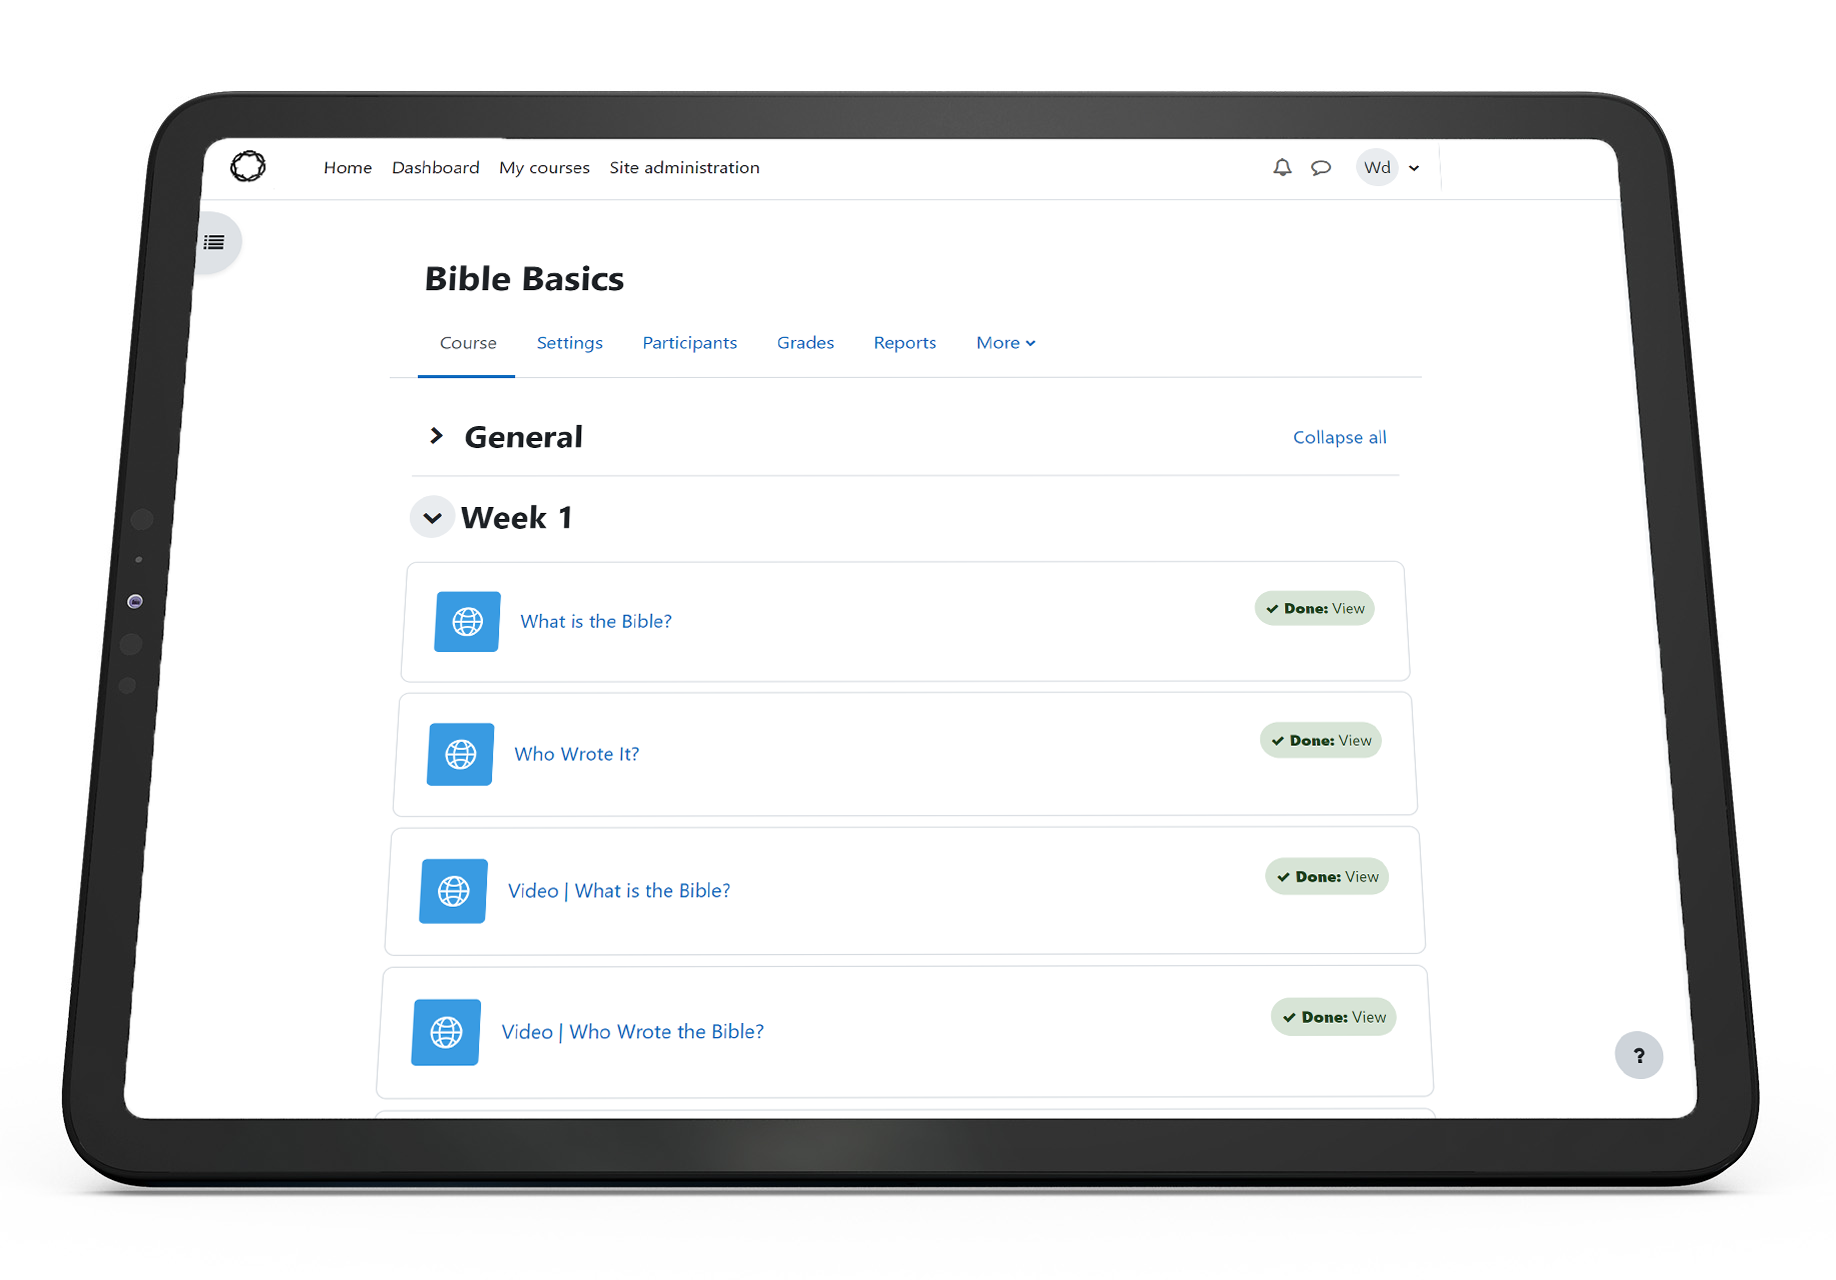 Home Dashboard My courses Site administration Wd
Bible Basics
Course Settings Participants Grades Reports More
General Collapse all
Week 1
What is the Bible? Done: View
Who Wrote It? Done: View
Video | What is the Bible? Done: View
Video | Who Wrote the Bible? Done: View
?